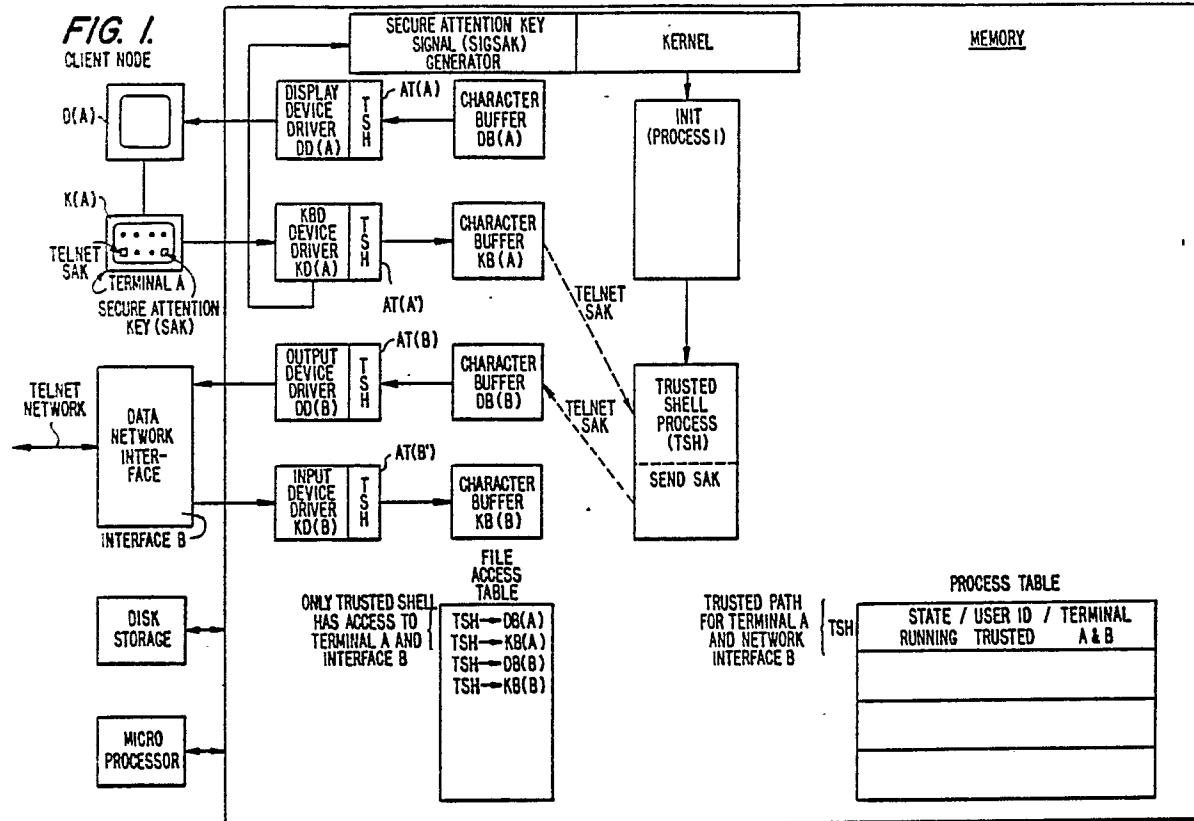 FIG. 1.
CLIENT NODE
SECURE ATTENTION KEY
SIGNAL (SIGSAK)
GENERATOR
KERNEL
MEMORY
D(A)
DISPLAY
DEVICE
DRIVER
DD(A)
TSH
AT(A)
CHARACTER
BUFFER
DB(A)
INIT
(PROCESS 1)
K(A)
TELNET
SAK
TERMINAL A
SECURE ATTENTION
KEY (SAK)
KBD
DEVICE
DRIVER
KD(A)
TSH
AT(A')
CHARACTER
BUFFER
KB(A)
TELNET
SAK
TELNET
NETWORK
DATA
NETWORK
INTER-
FACE
INTERFACE B
OUTPUT
DEVICE
DRIVER
OD(B)
TSH
AT(B)
CHARACTER
BUFFER
DB(B)
TELNET
SAK
TRUSTED
SHELL
PROCESS
(TSH)
SEND SAK
INPUT
DEVICE
DRIVER
KD(B)
TSH
AT(B')
CHARACTER
BUFFER
KB(B)
DISK
STORAGE
MICRO
PROCESSOR
ONLY TRUSTED SHELL
HAS ACCESS TO
TERMINAL A AND
INTERFACE B
FILE
ACCESS
TABLE
TSH→DB(A)
TSH→KB(A)
TSH→DB(B)
TSH→KB(B)
TRUSTED PATH
FOR TERMINAL A
AND NETWORK
INTERFACE B
TSH
PROCESS TABLE
STATE / USER ID / TERMINAL
RUNNING TRUSTED A & B